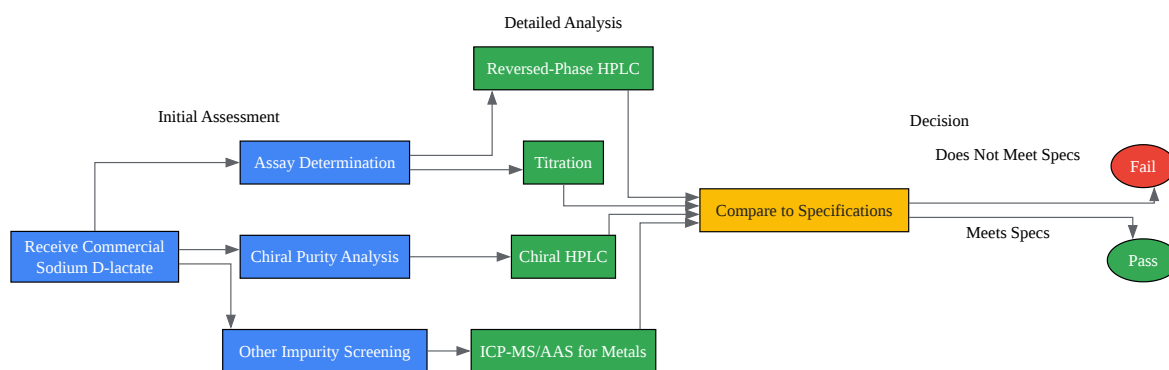 Detailed Analysis
Reversed-Phase HPLC
Initial Assessment
Decision
Assay Determination
Titration
Does Not Meet Specs
Fail
Compare to Specifications
Receive Commercial
Sodium D-lactate
Chiral Purity Analysis
Chiral HPLC
Meets Specs
Pass
Other Impurity Screening
ICP-MS/AAS for Metals